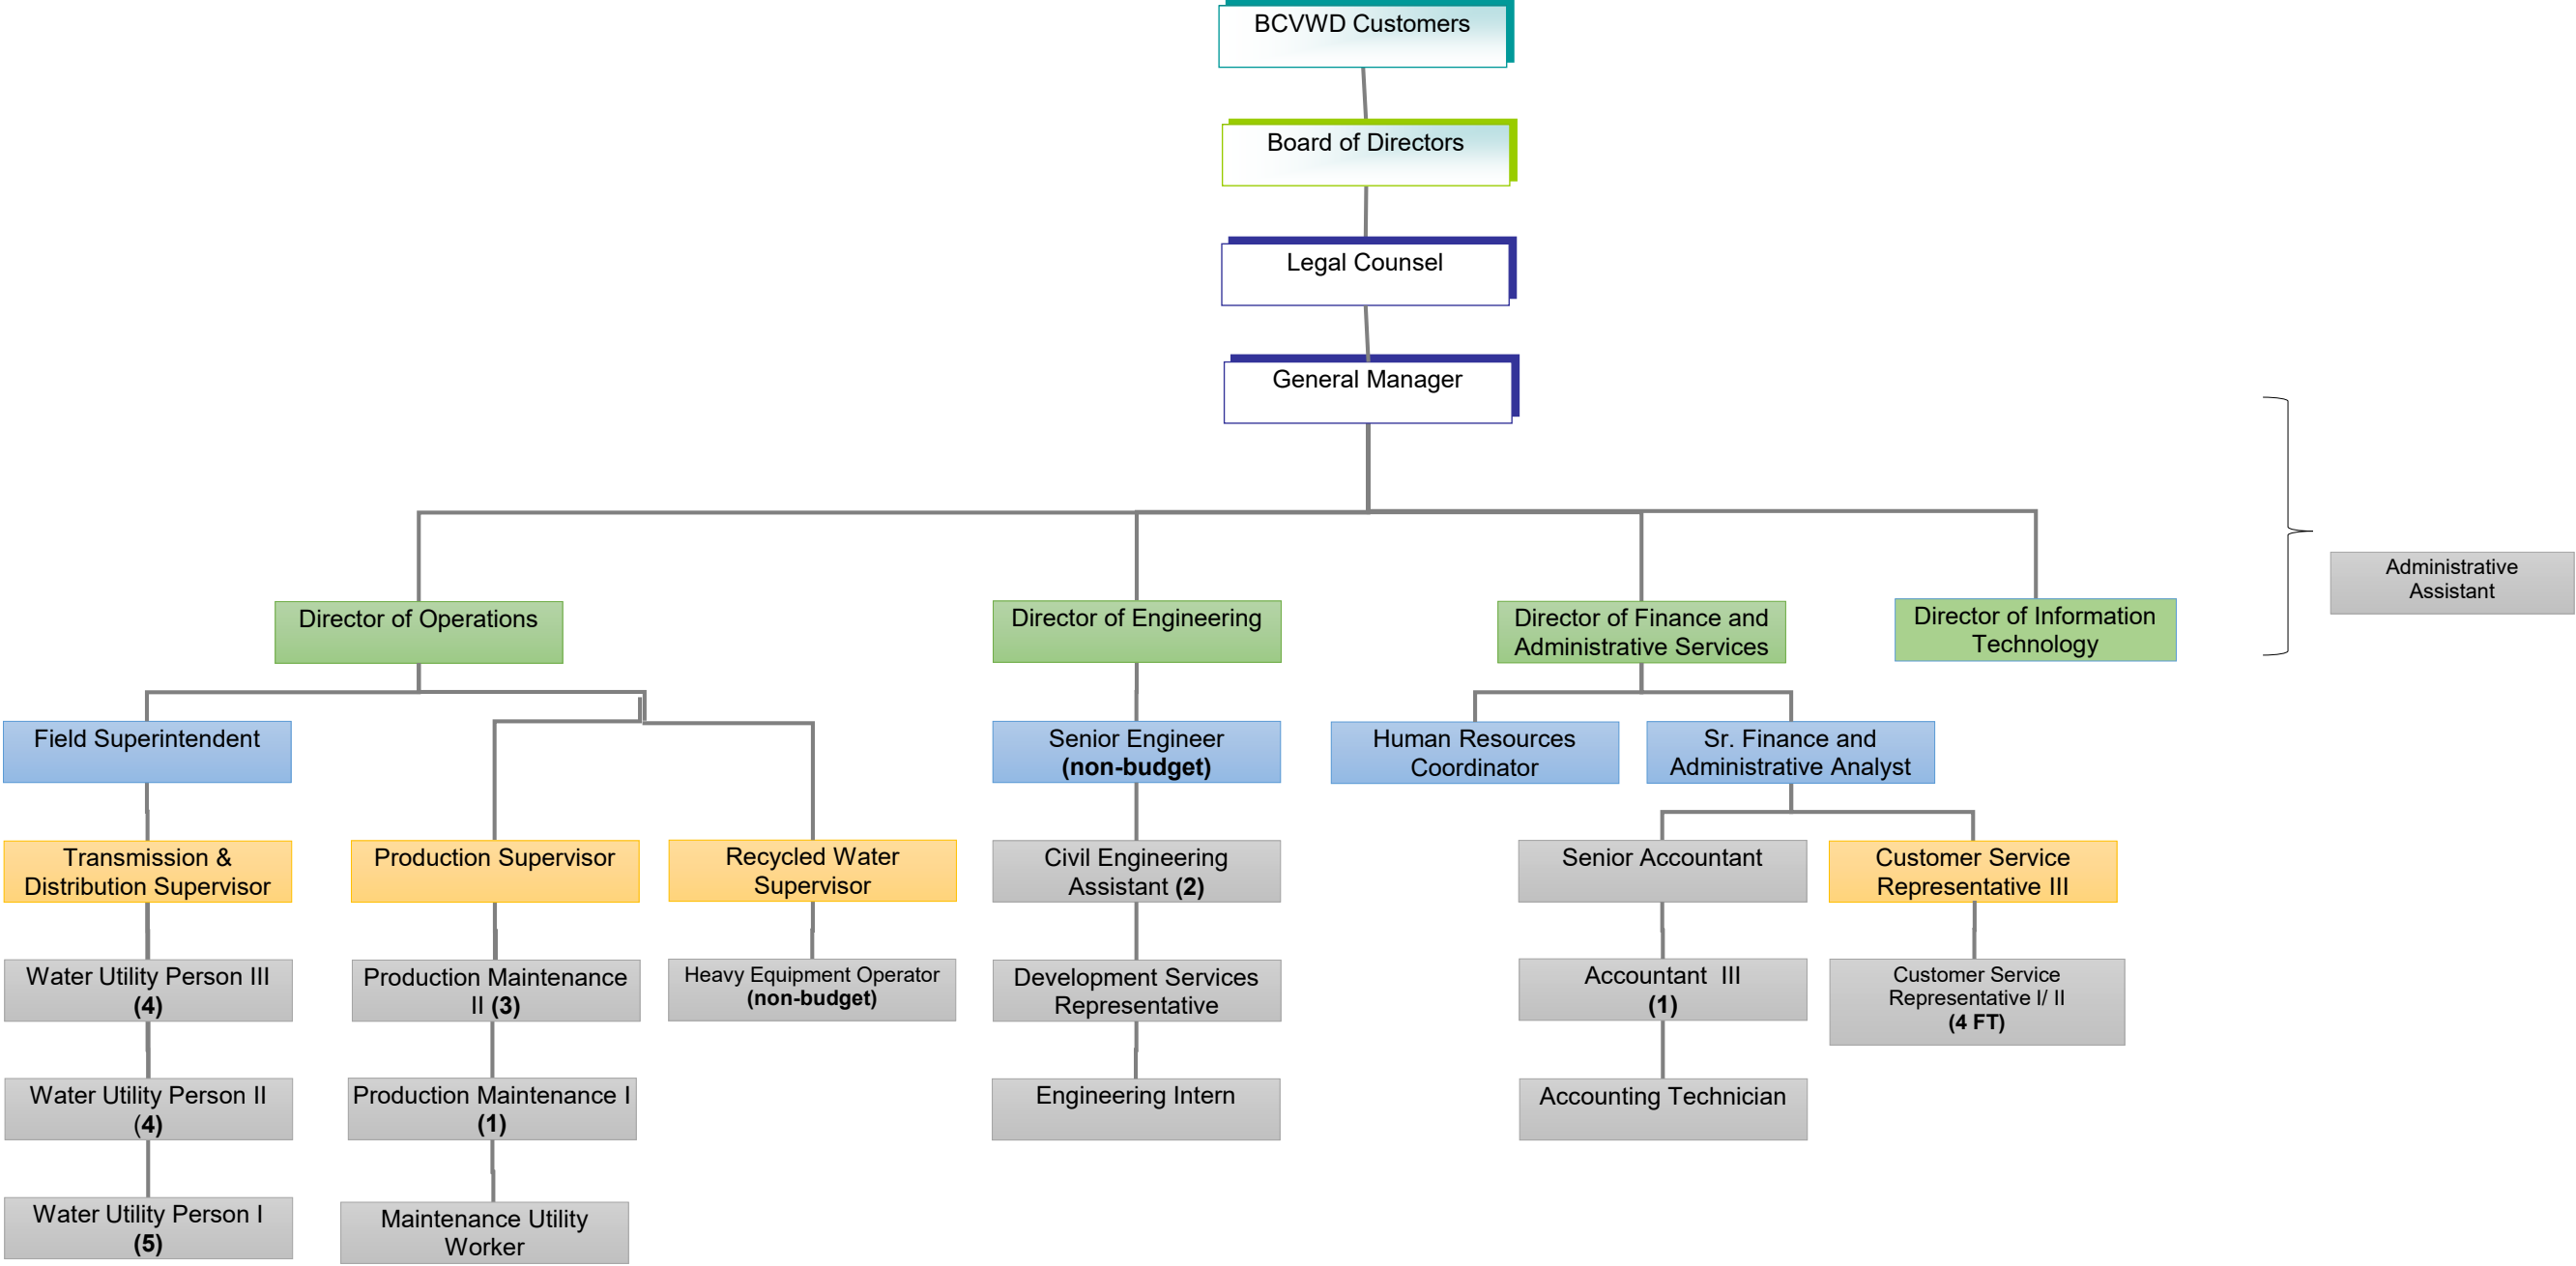 BCVWD Customers
Board of Directors
Legal Counsel
General Manager
Administrative
Assistant
Director of Operations
Director of Engineering
Director of Finance and
Administrative Services
Director of Information
Technology
Field Superintendent
Senior Engineer
(non-budget)
Human Resources
Coordinator
Sr. Finance and
Administrative Analyst
Transmission &
Distribution Supervisor
Production Supervisor
Recycled Water
Supervisor
Civil Engineering
Assistant (2)
Senior Accountant
Customer Service
Representative III
Water Utility Person III
(4)
Production Maintenance
II (3)
Heavy Equipment Operator
(non-budget)
Development Services
Representative
Accountant  III
(1)
Customer Service
Representative I/ II
(4 FT)
Water Utility Person II
(4)
Production Maintenance I
(1)
Engineering Intern
Accounting Technician
Water Utility Person I
(5)
Maintenance Utility
Worker